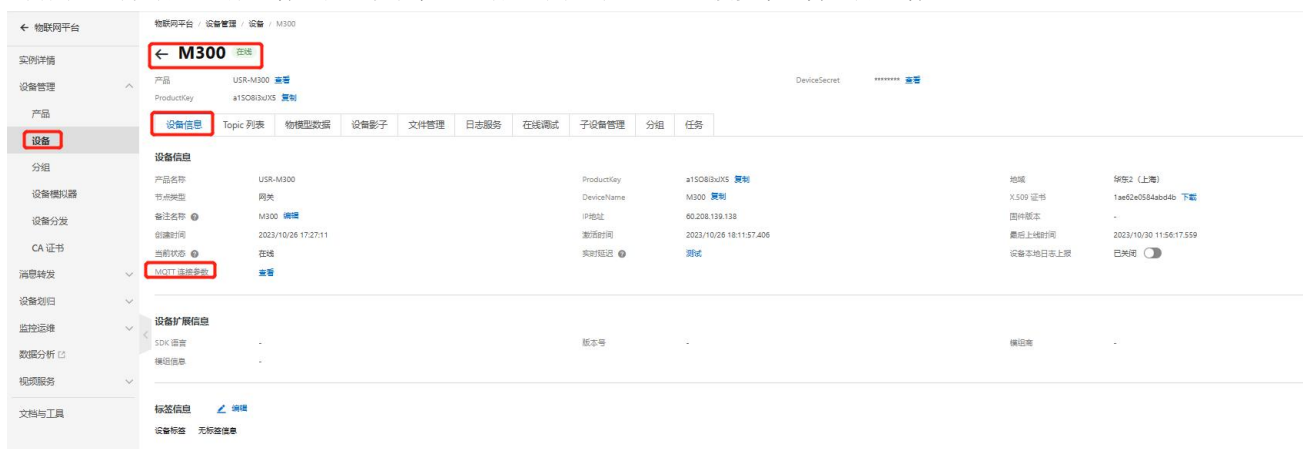 物联网平台
实例详情
设备管理
产品
设备
分组
设备模拟器
设备分发
CA 证书
消息转发
设备划归
监控运维
数据分析
视频服务
文档与工具
物联网平台 / 设备管理 / 设备 / M300
M300 在线
产品 USR-M300 查看 DeviceSecret ******** 查看
ProductKey a1SO8i3xJX5 复制
设备信息 Topic 列表 物模型数据 设备影子 文件管理 日志服务 在线调试 子设备管理 分组 任务
设备信息
产品名称 USR-M300 ProductKey a1SO8i3xJX5 复制 地域 华东2（上海）
节点类型 网关 DeviceName M300 复制 X.509 证书 1ae62e0584abd4b 下载
备注名称 M300 编辑 IP地址 60.208.139.138 固件版本 -
创建时间 2023/10/26 17:27:11 激活时间 2023/10/26 18:11:57.406 最后上线时间 2023/10/30 11:56:17.559
当前状态 在线 实时延迟 测试 设备本地日志上报 已关闭
MQTT 连接参数 查看
设备扩展信息
SDK 语言 - 版本号 - 模组商 -
模组信息 -
标签信息 编辑
设备标签 无标签信息